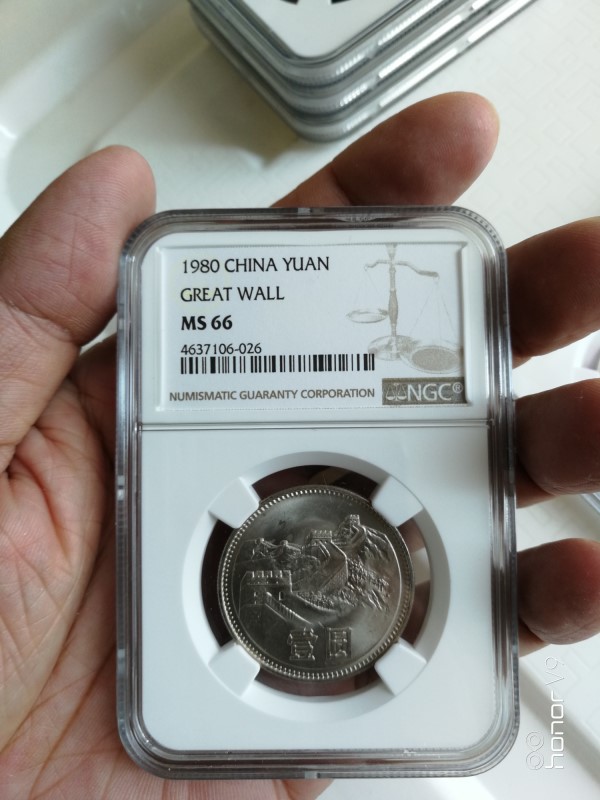 1980 CHINA YUAN
GREAT WALL
MS 66
4637106-026
NUMISMATIC GUARANTY CORPORATION
NGC®
壹圆
honor V9